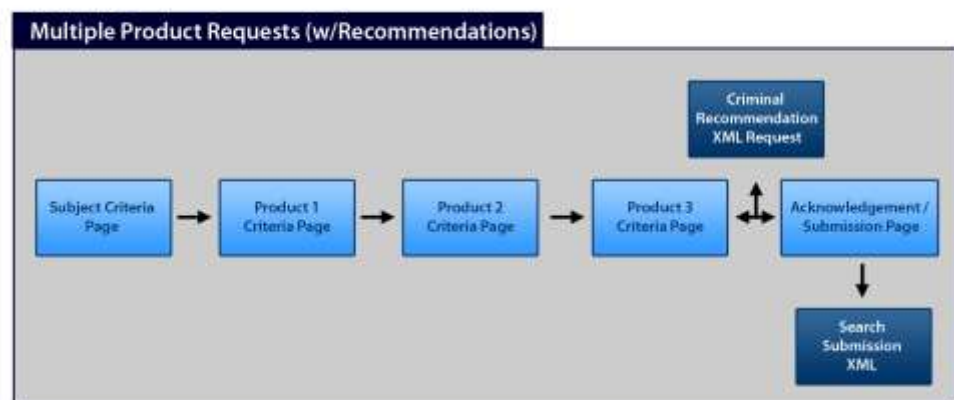 Multiple Product Requests (w/Recommendations)
Criminal
Recommendation
XML Request
Subject Criteria
Page
Product 1
Criteria Page
Product 2
Criteria Page
Product 3
Criteria Page
Acknowledgement /
Submission Page
Search
Submission
XML